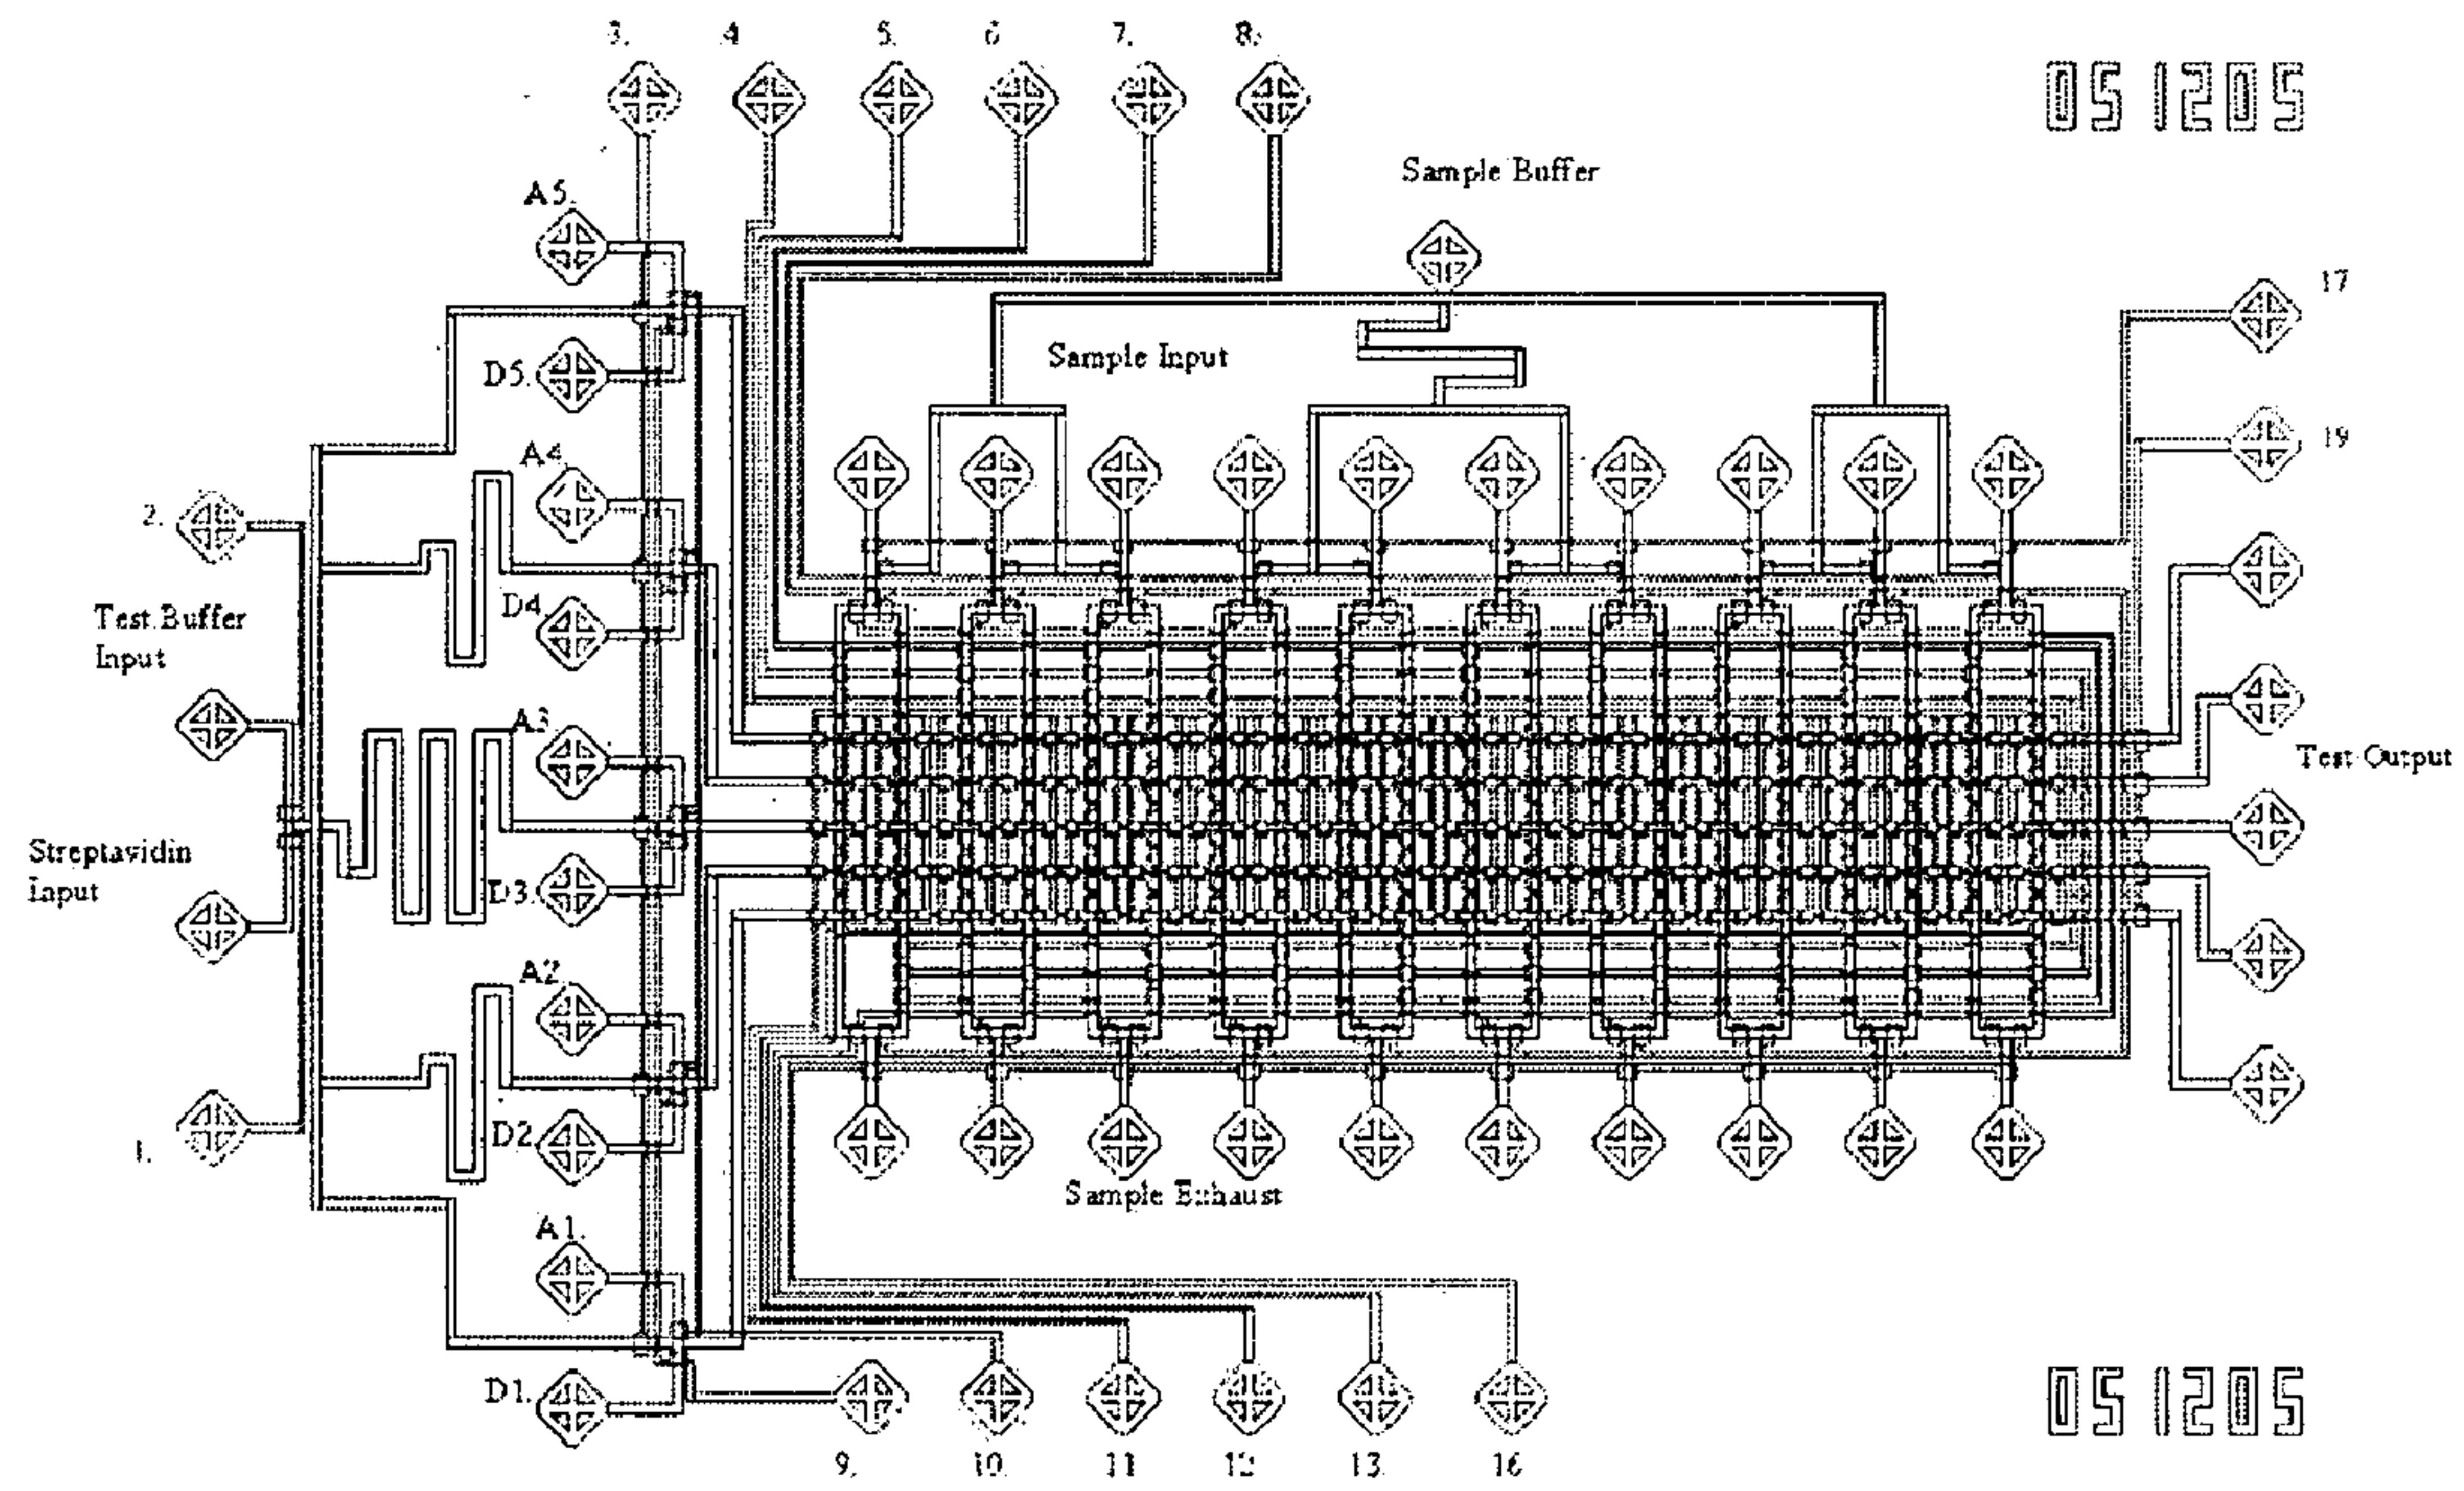 3.
4
5.
6
7.
8.
051205
A5.
Sample Buffer
17
D5.
Sample Input
A4.
19
2.
D4.
Test Buffer
Input
A3.
Test Output
Streptavidin
Input
D3.
A2.
D2.
1.
Sample Exhaust
A1.
D1.
051205
9.
10.
11
12
13.
16